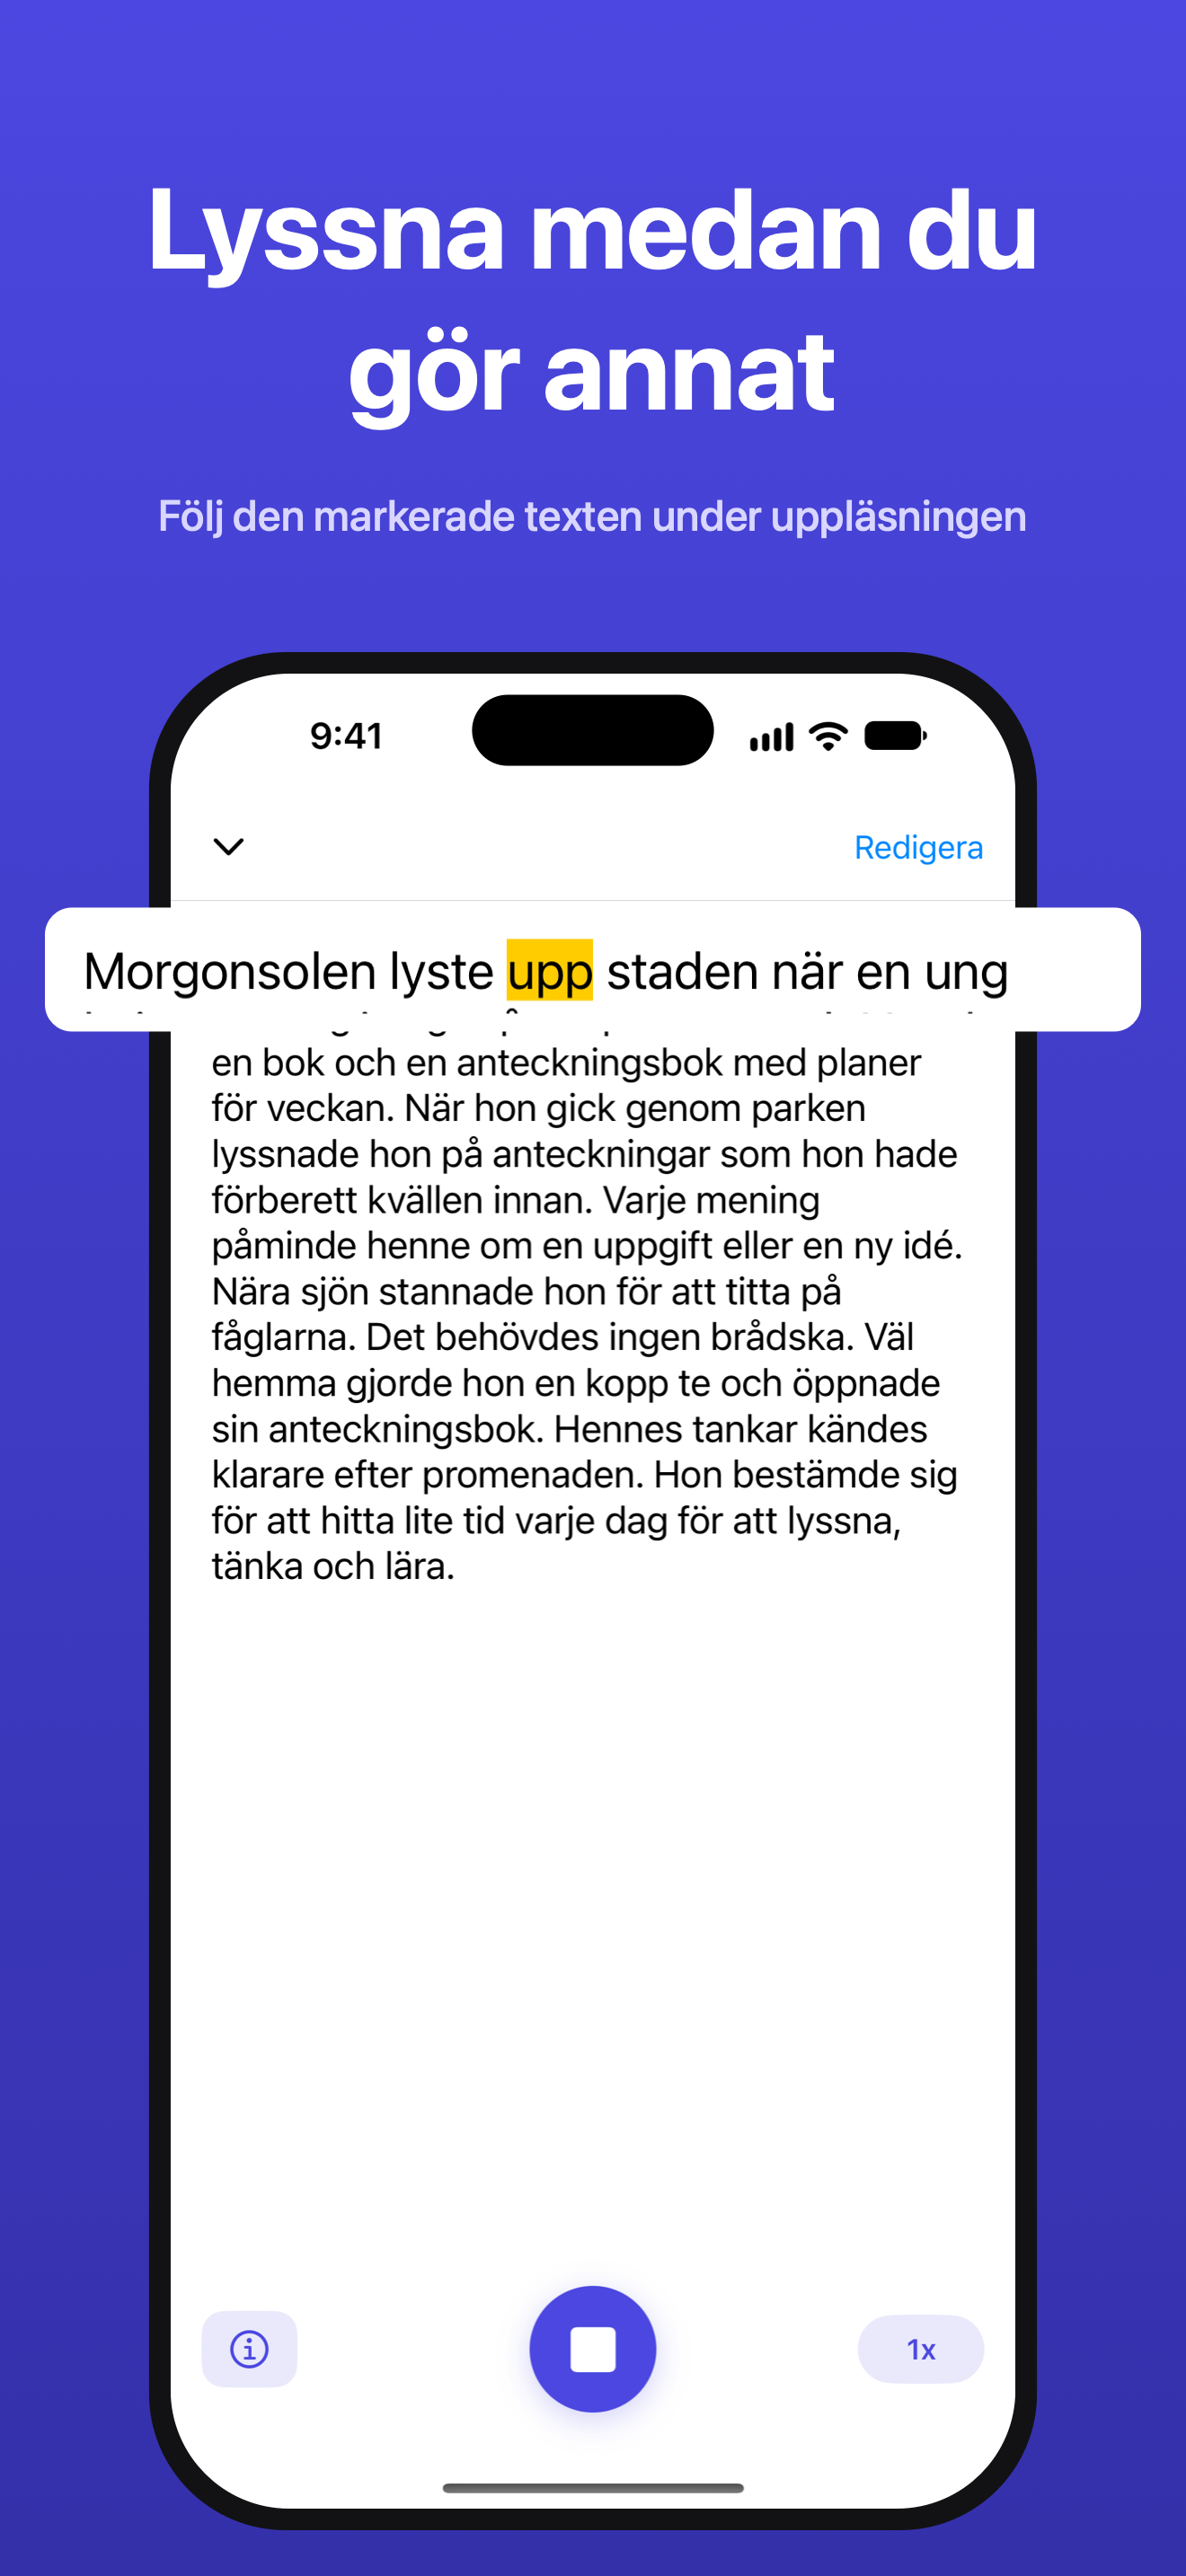 Lyssna medan du
gör annat
Följ den markerade texten under uppläsningen
9:41
Redigera
Morgonsolen lyste upp staden när en ung
en bok och en anteckningsbok med planer
för veckan. När hon gick genom parken
lyssnade hon på anteckningar som hon hade
förberett kvällen innan. Varje mening
påminde henne om en uppgift eller en ny idé.
Nära sjön stannade hon för att titta på
fåglarna. Det behövdes ingen brådska. Väl
hemma gjorde hon en kopp te och öppnade
sin anteckningsbok. Hennes tankar kändes
klarare efter promenaden. Hon bestämde sig
för att hitta lite tid varje dag för att lyssna,
tänka och lära.
1x